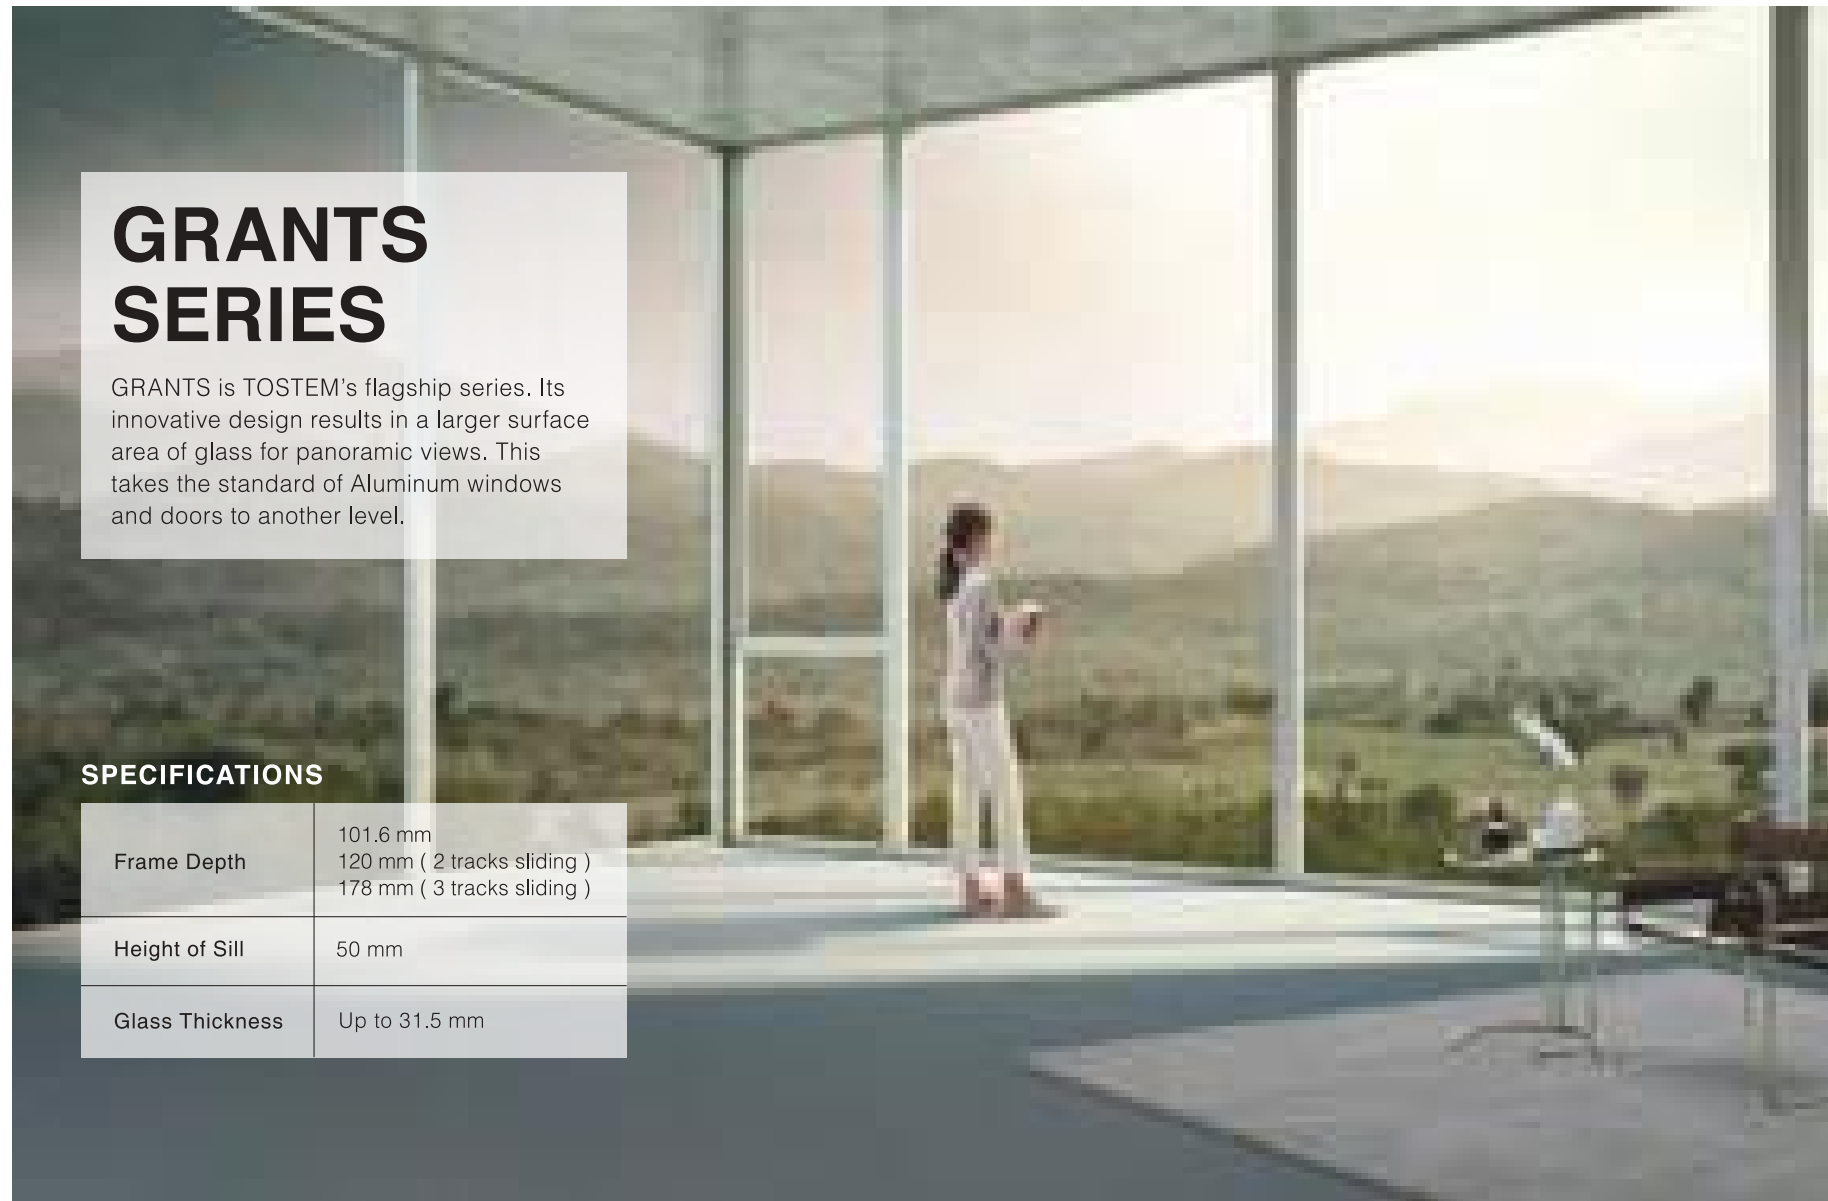 GRANTS
SERIES
GRANTS is TOSTEM's flagship series. Its
innovative design results in a larger surface
area of glass for panoramic views. This
takes the standard of Aluminum windows
and doors to another level.
SPECIFICATIONS
Frame Depth
101.6 mm
120 mm ( 2 tracks sliding )
178 mm ( 3 tracks sliding )
Height of Sill
50 mm
Glass Thickness
Up to 31.5 mm